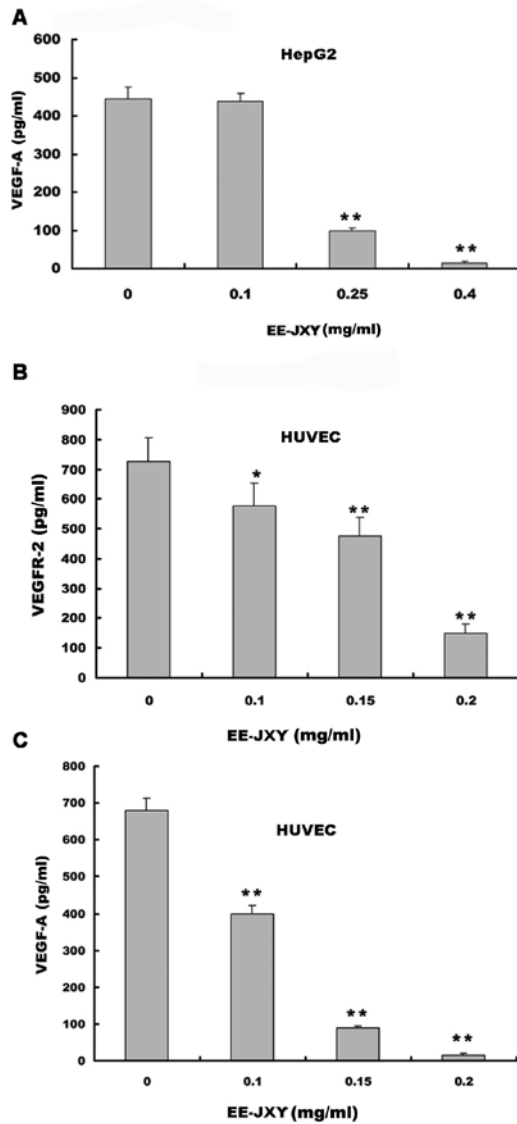 A
HepG2
VEGF-A (pg/ml)
600
500
400
300
200
100
0
**
**
0 0.1 0.25 0.4
EE-JXY (mg/ml)
B
HUVEC
VEGFR-2 (pg/ml)
900
800
700
600
500
400
300
200
100
0
*
**
**
0 0.1 0.15 0.2
EE-JXY (mg/ml)
C
HUVEC
VEGF-A (pg/ml)
800
700
600
500
400
300
200
100
0
**
**
**
0 0.1 0.15 0.2
EE-JXY (mg/ml)